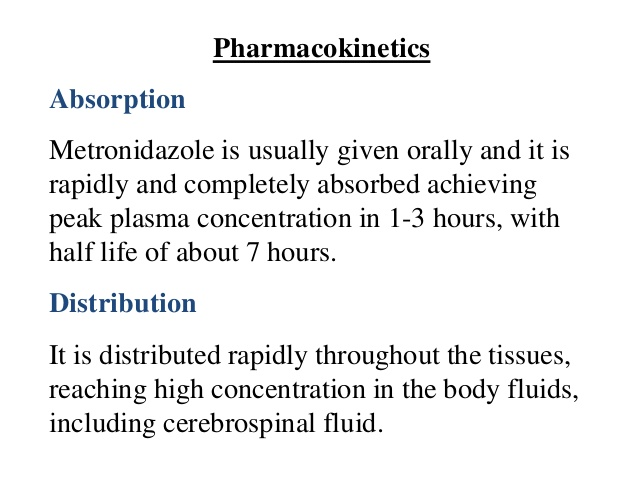 Pharmacokinetics
Absorption
Metronidazole is usually given orally and it is
rapidly and completely absorbed achieving
peak plasma concentration in 1-3 hours, with
half life of about 7 hours.
Distribution
It is distributed rapidly throughout the tissues,
reaching high concentration in the body fluids,
including cerebrospinal fluid.